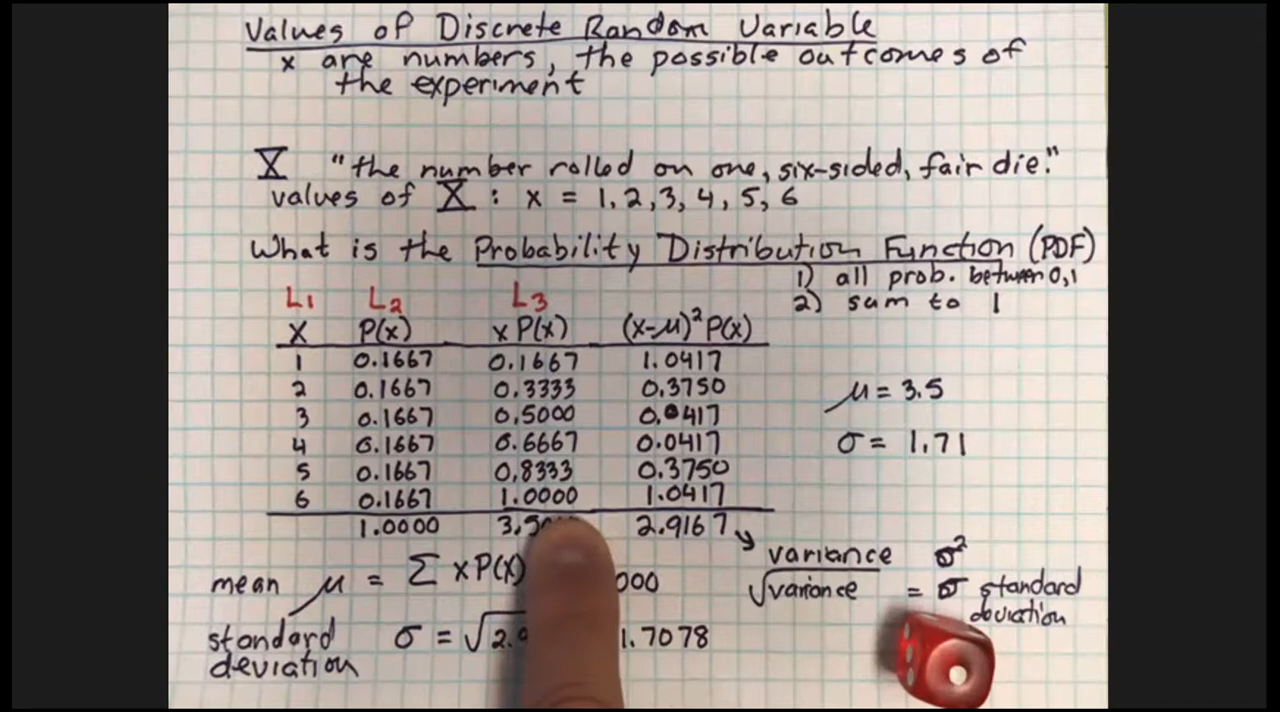 Values of Discrete Random Variable
x are numbers, the possible outcomes of
the experiment
X "the number rolled on one, six-sided, fair die."
values of X : x = 1, 2, 3, 4, 5, 6
What is the Probability Distribution Function (PDF)
1) all prob. between 0,1
2) sum to 1
L1 L2 L3
X P(x) x P(x) (x-μ)² P(x)
1 0.1667 0.1667 1.0417
2 0.1667 0.3333 0.3750
3 0.1667 0.5000 0.0417
4 0.1667 0.6667 0.0417
5 0.1667 0.8333 0.3750
6 0.1667 1.0000 1.0417
1.0000 3.5 2.9167
μ = 3.5
σ = 1.71
variance σ²
√variance = σ standard deviation
mean μ = Σ x P(x) 000
standard deviation σ = √2. 1.7078